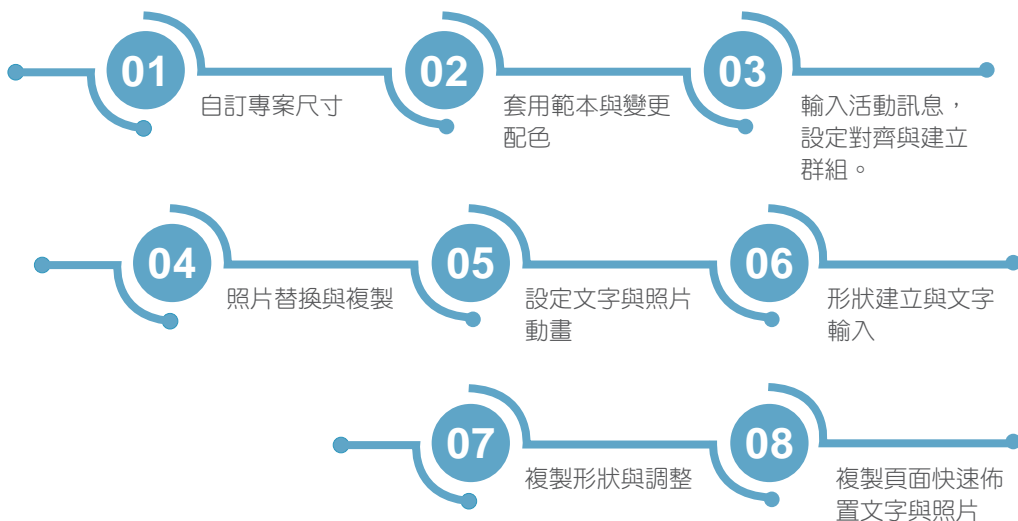 01
自訂專案尺寸
02
套用範本與變更
配色
03
輸入活動訊息，
設定對齊與建立
群組。
04
照片替換與複製
05
設定文字與照片
動畫
06
形狀建立與文字
輸入
07
複製形狀與調整
08
複製頁面快速佈
置文字與照片